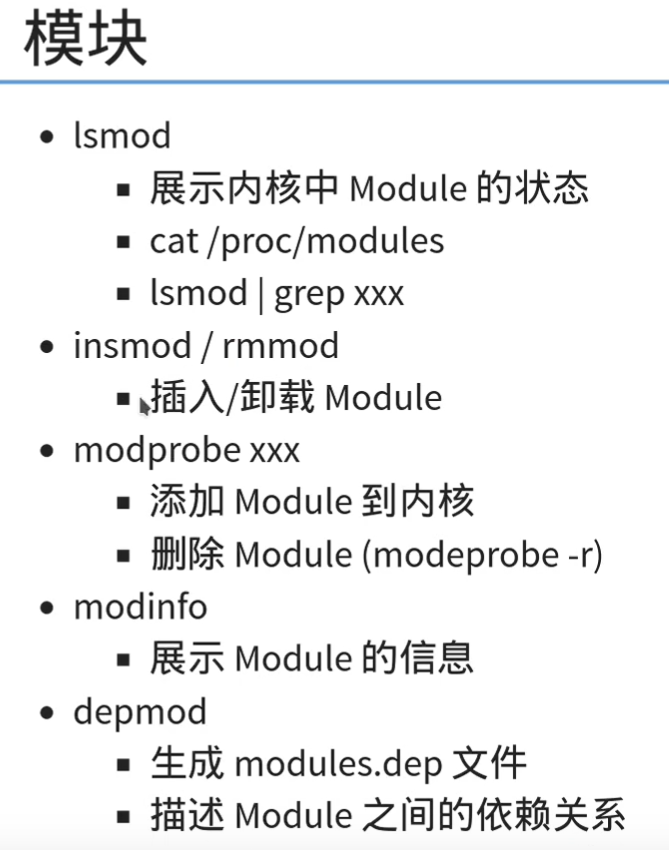 模块
lsmod
展示内核中 Module 的状态
cat /proc/modules
lsmod | grep xxx
insmod / rmmod
插入/卸载 Module
modprobe xxx
添加 Module 到内核
删除 Module (modeprobe -r)
modinfo
展示 Module 的信息
depmod
生成 modules.dep 文件
描述 Module 之间的依赖关系